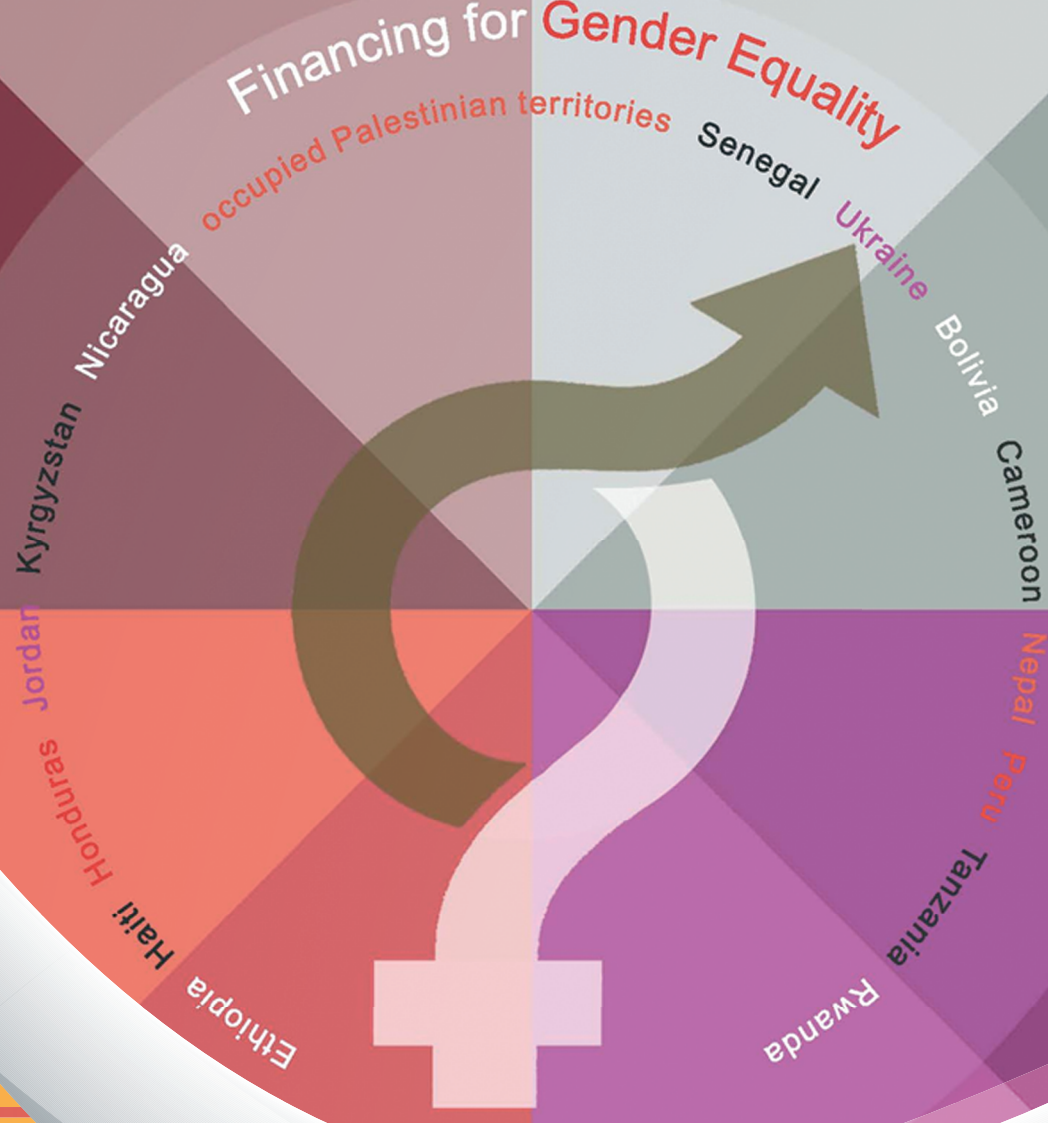 Financing for Gender Equality
occupied Palestinian territories
Senegal
Ukraine
Bolivia
Cameroon
Nepal
Peru
Tanzania
Rwanda
Ethiopia
Haiti
Honduras
Jordan
Kyrgyzstan
Nicaragua